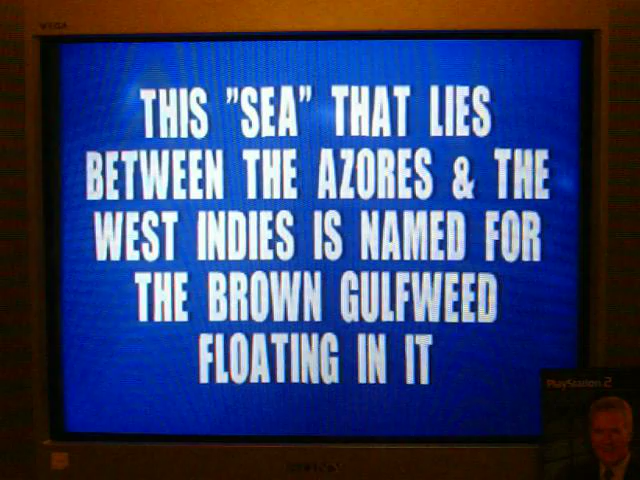 WEGA
THIS "SEA" THAT LIES
BETWEEN THE AZORES & THE
WEST INDIES IS NAMED FOR
THE BROWN GULFWEED
FLOATING IN IT
PlayStation 2